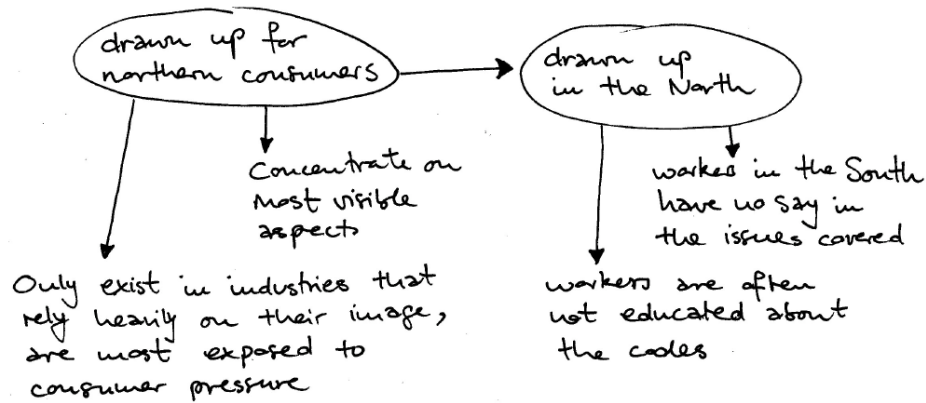 drawn up for
northern consumers
drawn up
in the North
Concentrate on
most visible
aspects
workers in the South
have no say in
the issues covered
Only exist in industries that
rely heavily on their image,
are most exposed to
consumer pressure
workers are often
not educated about
the codes